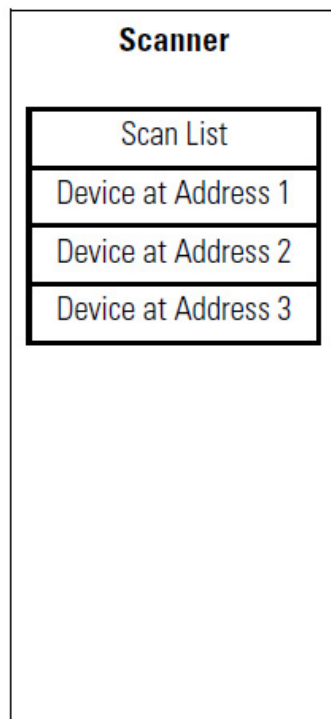 Scanner
Scan List
Device at Address 1
Device at Address 2
Device at Address 3